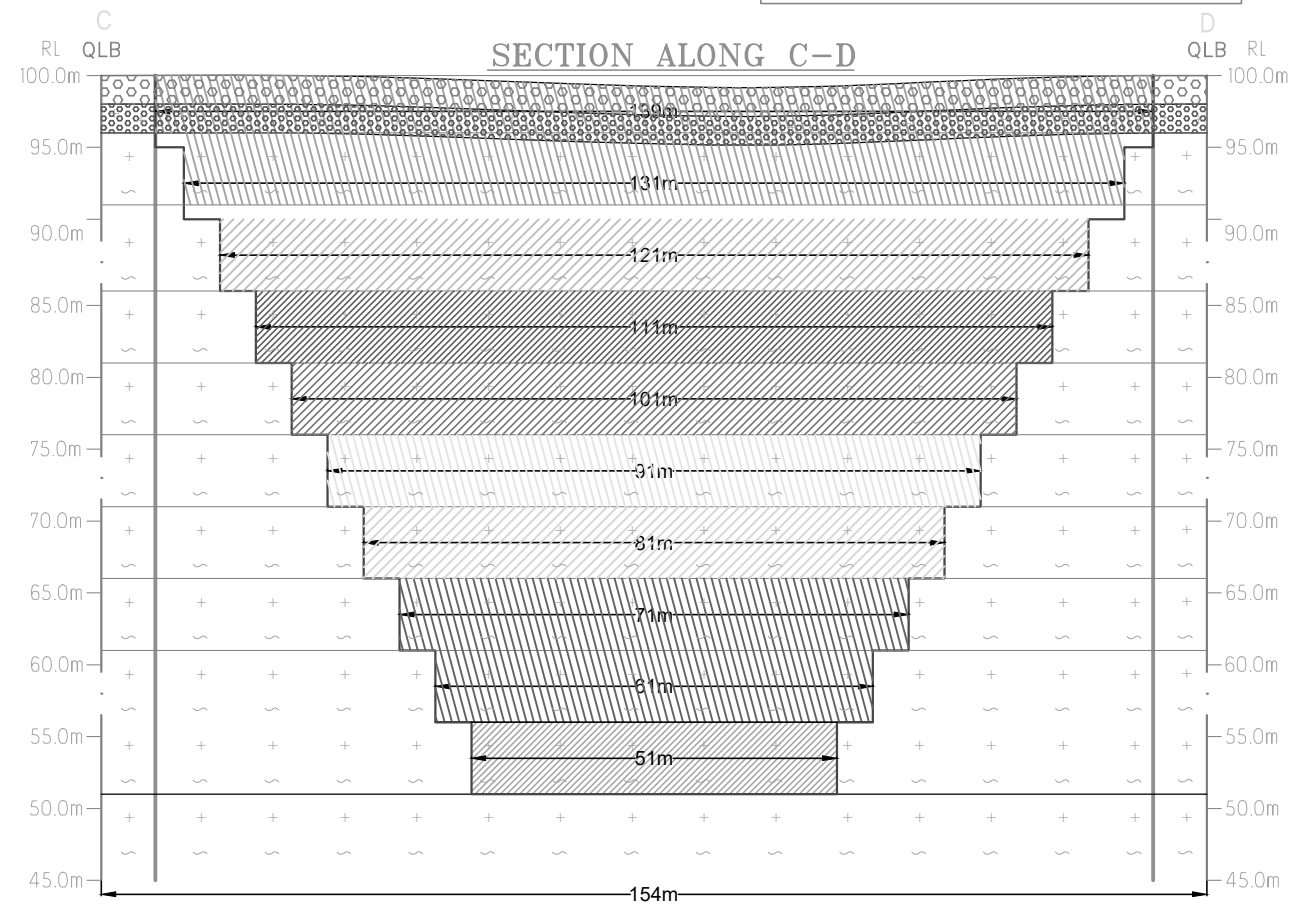 C D
RL QLB SECTION ALONG C-D QLB RL
100.0m 100.0m
139m
95.0m 95.0m
131m
90.0m 90.0m
121m
85.0m 85.0m
111m
80.0m 80.0m
101m
75.0m 75.0m
91m
70.0m 70.0m
81m
65.0m 65.0m
71m
60.0m 60.0m
61m
55.0m 55.0m
51m
50.0m 50.0m
45.0m 45.0m
154m